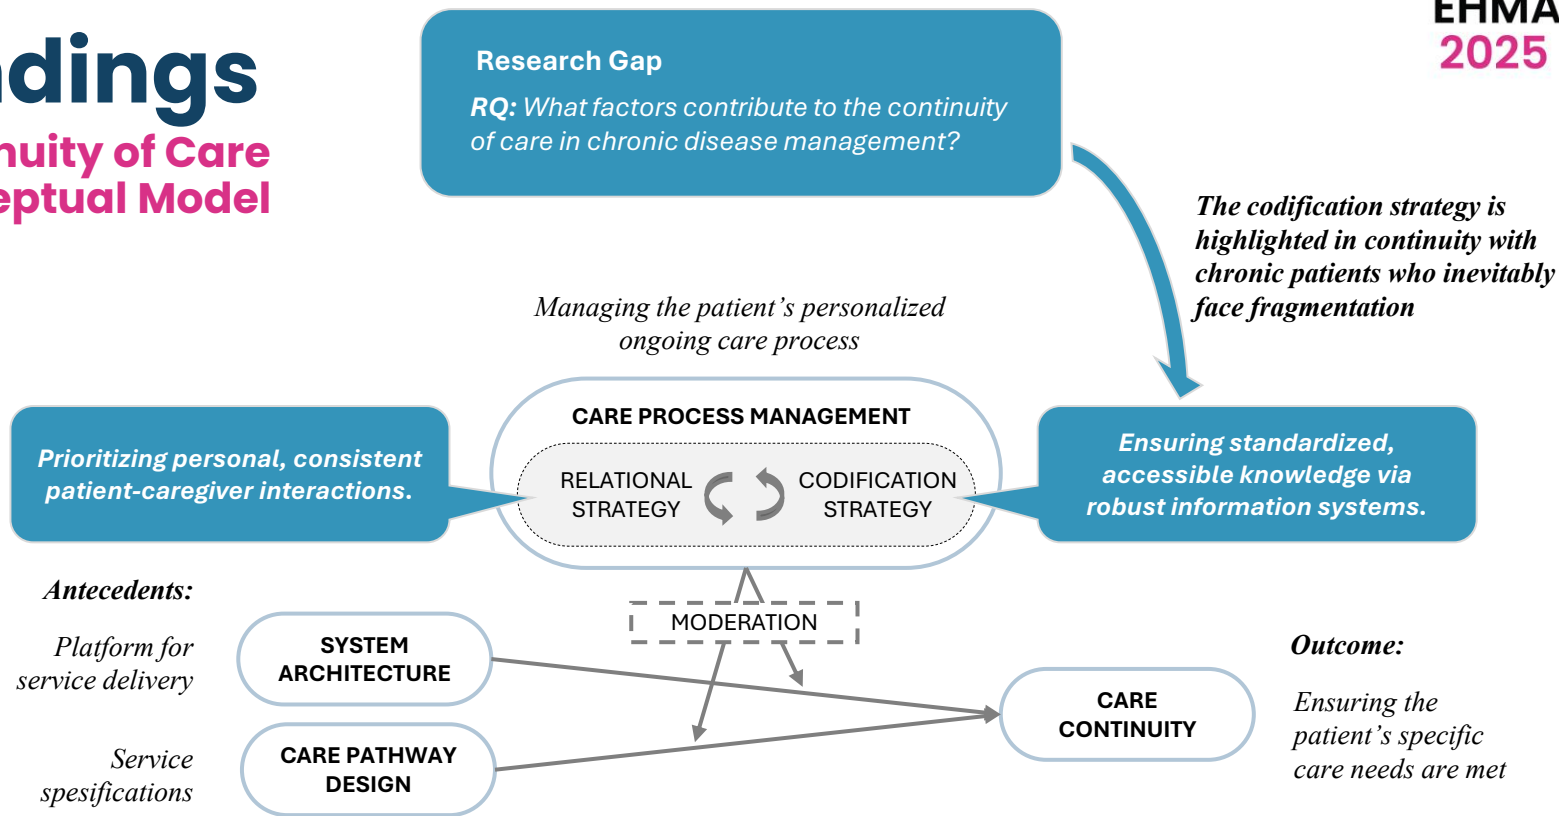 ndings
nuity of Care
eptual Model
EHMA
2025
Research Gap
RQ: What factors contribute to the continuity
of care in chronic disease management?
The codification strategy is
highlighted in continuity with
chronic patients who inevitably
face fragmentation
Managing the patient’s personalized
ongoing care process
CARE PROCESS MANAGEMENT
RELATIONAL
STRATEGY
CODIFICATION
STRATEGY
Prioritizing personal, consistent
patient-caregiver interactions.
Ensuring standardized,
accessible knowledge via
robust information systems.
MODERATION
Antecedents:
Platform for
service delivery
SYSTEM
ARCHITECTURE
Service
spesifications
CARE PATHWAY
DESIGN
CARE
CONTINUITY
Outcome:
Ensuring the
patient’s specific
care needs are met